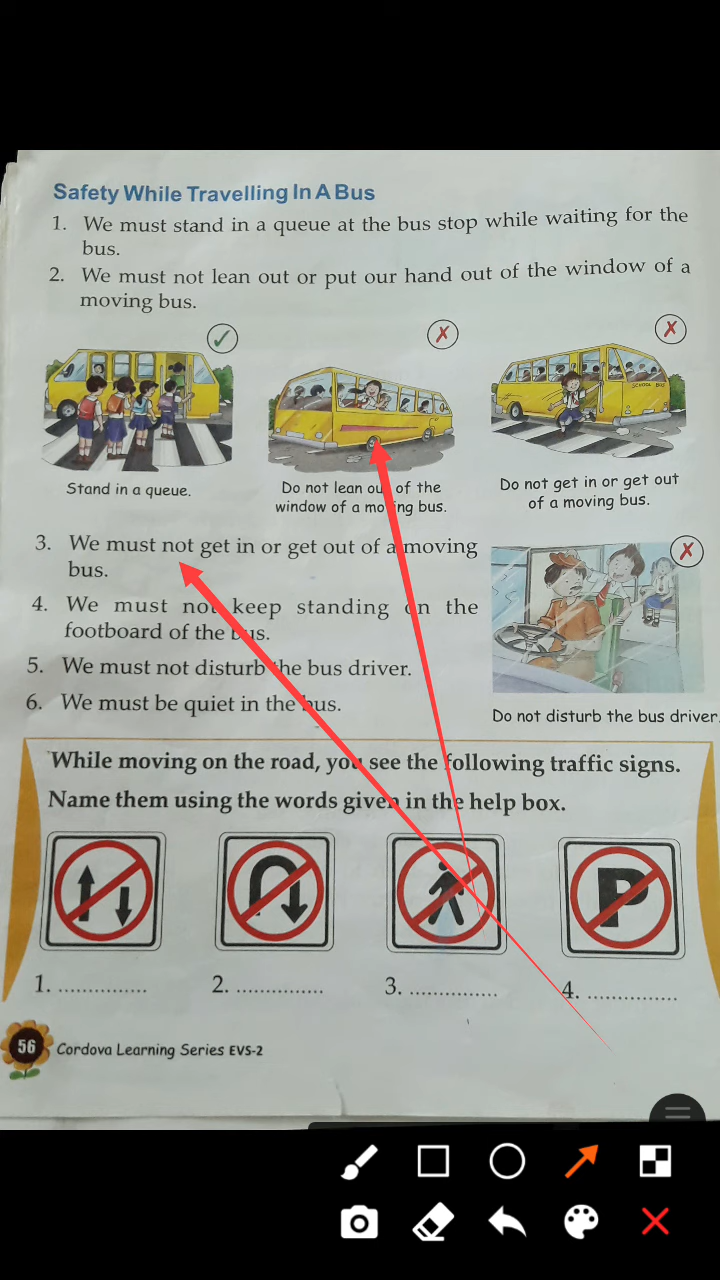 Safety While Travelling In A Bus
1. We must stand in a queue at the bus stop while waiting for the
bus.
2. We must not lean out or put our hand out of the window of a
moving bus.
SCHOOL BUS
Stand in a queue.
Do not lean out of the
window of a moving bus.
Do not get in or get out
of a moving bus.
3. We must not get in or get out of a moving
bus.
4. We must not keep standing on the
footboard of the bus.
5. We must not disturb the bus driver.
6. We must be quiet in the bus.
Do not disturb the bus driver.
While moving on the road, you see the following traffic signs.
Name them using the words given in the help box.
P
1. ...............
2. ...............
3. ...............
4. ...............
56 Cordova Learning Series EVS-2